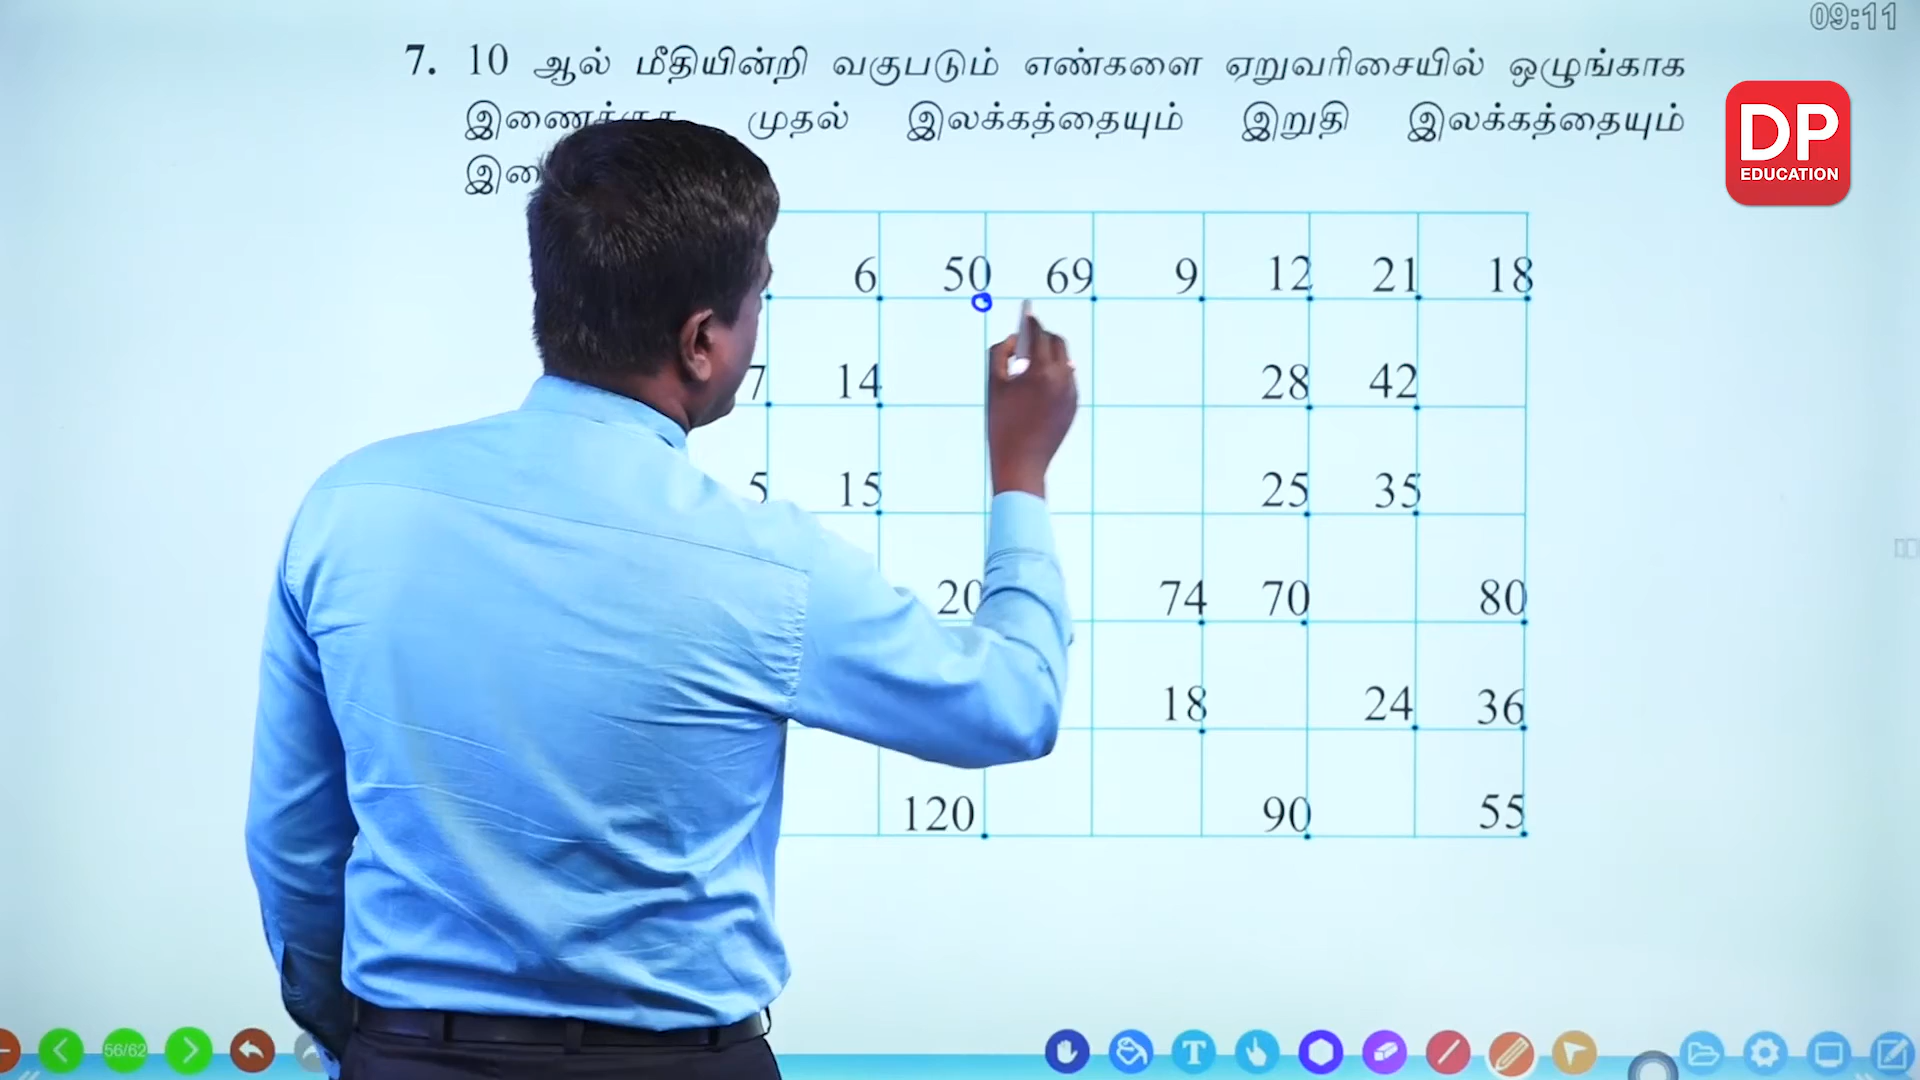 09:11
7. 10 ஆல் மீதியின்றி வகுபடும் எண்களை ஏறுவரிசையில் ஒழுங்காக
முதல் இலக்கத்தையும் இறுதி இலக்கத்தையும்
DP
EDUCATION
6 50 69 9 12 21 18
7 14 28 42
5 15 25 35
20 74 70 80
18 24 36
120 90 55
56/62
T